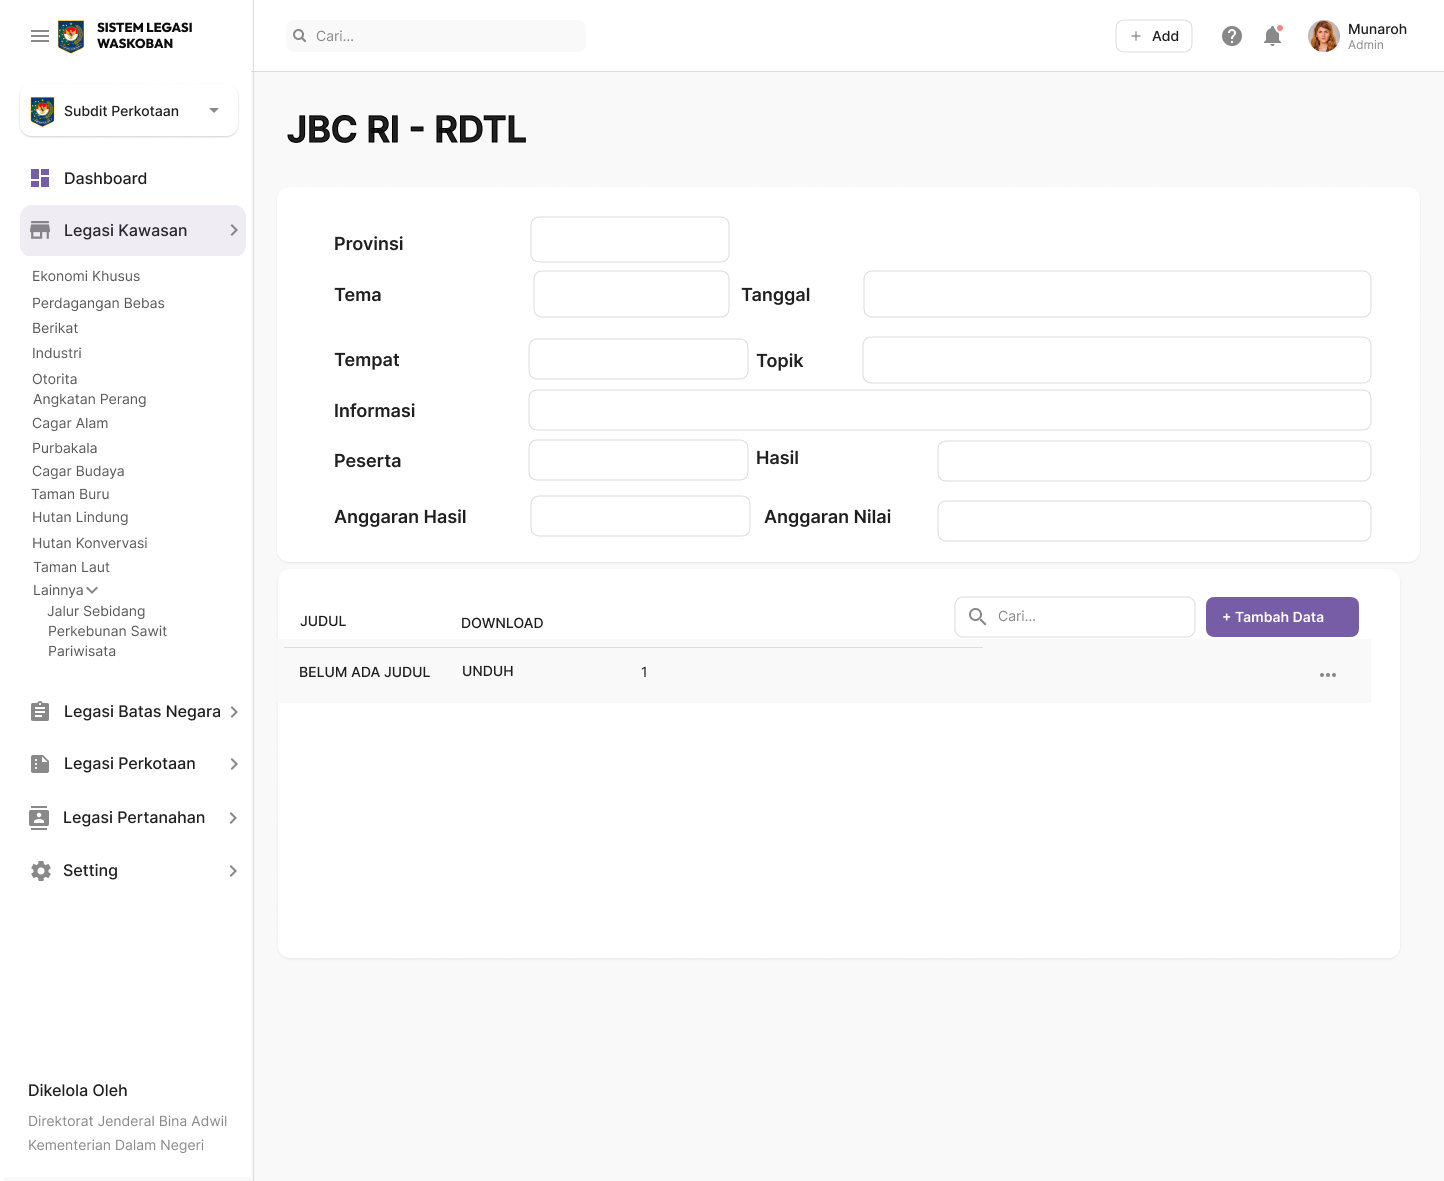 SISTEM LEGASI
WASKOBAN
Cari...
+ Add
Munaroh
Admin
Subdit Perkotaan
Dashboard
Legasi Kawasan
Ekonomi Khusus
Perdagangan Bebas
Berikat
Industri
Otorita
Angkatan Perang
Cagar Alam
Purbakala
Cagar Budaya
Taman Buru
Hutan Lindung
Hutan Konvervasi
Taman Laut
Lainnya
Jalur Sebidang
Perkebunan Sawit
Pariwisata
Legasi Batas Negara
Legasi Perkotaan
Legasi Pertanahan
Setting
Dikelola Oleh
Direktorat Jenderal Bina Adwil
Kementerian Dalam Negeri
JBC RI - RDTL
Provinsi
Tema
Tanggal
Tempat
Topik
Informasi
Peserta
Hasil
Anggaran Hasil
Anggaran Nilai
JUDUL
DOWNLOAD
Cari...
+ Tambah Data
BELUM ADA JUDUL
UNDUH
1